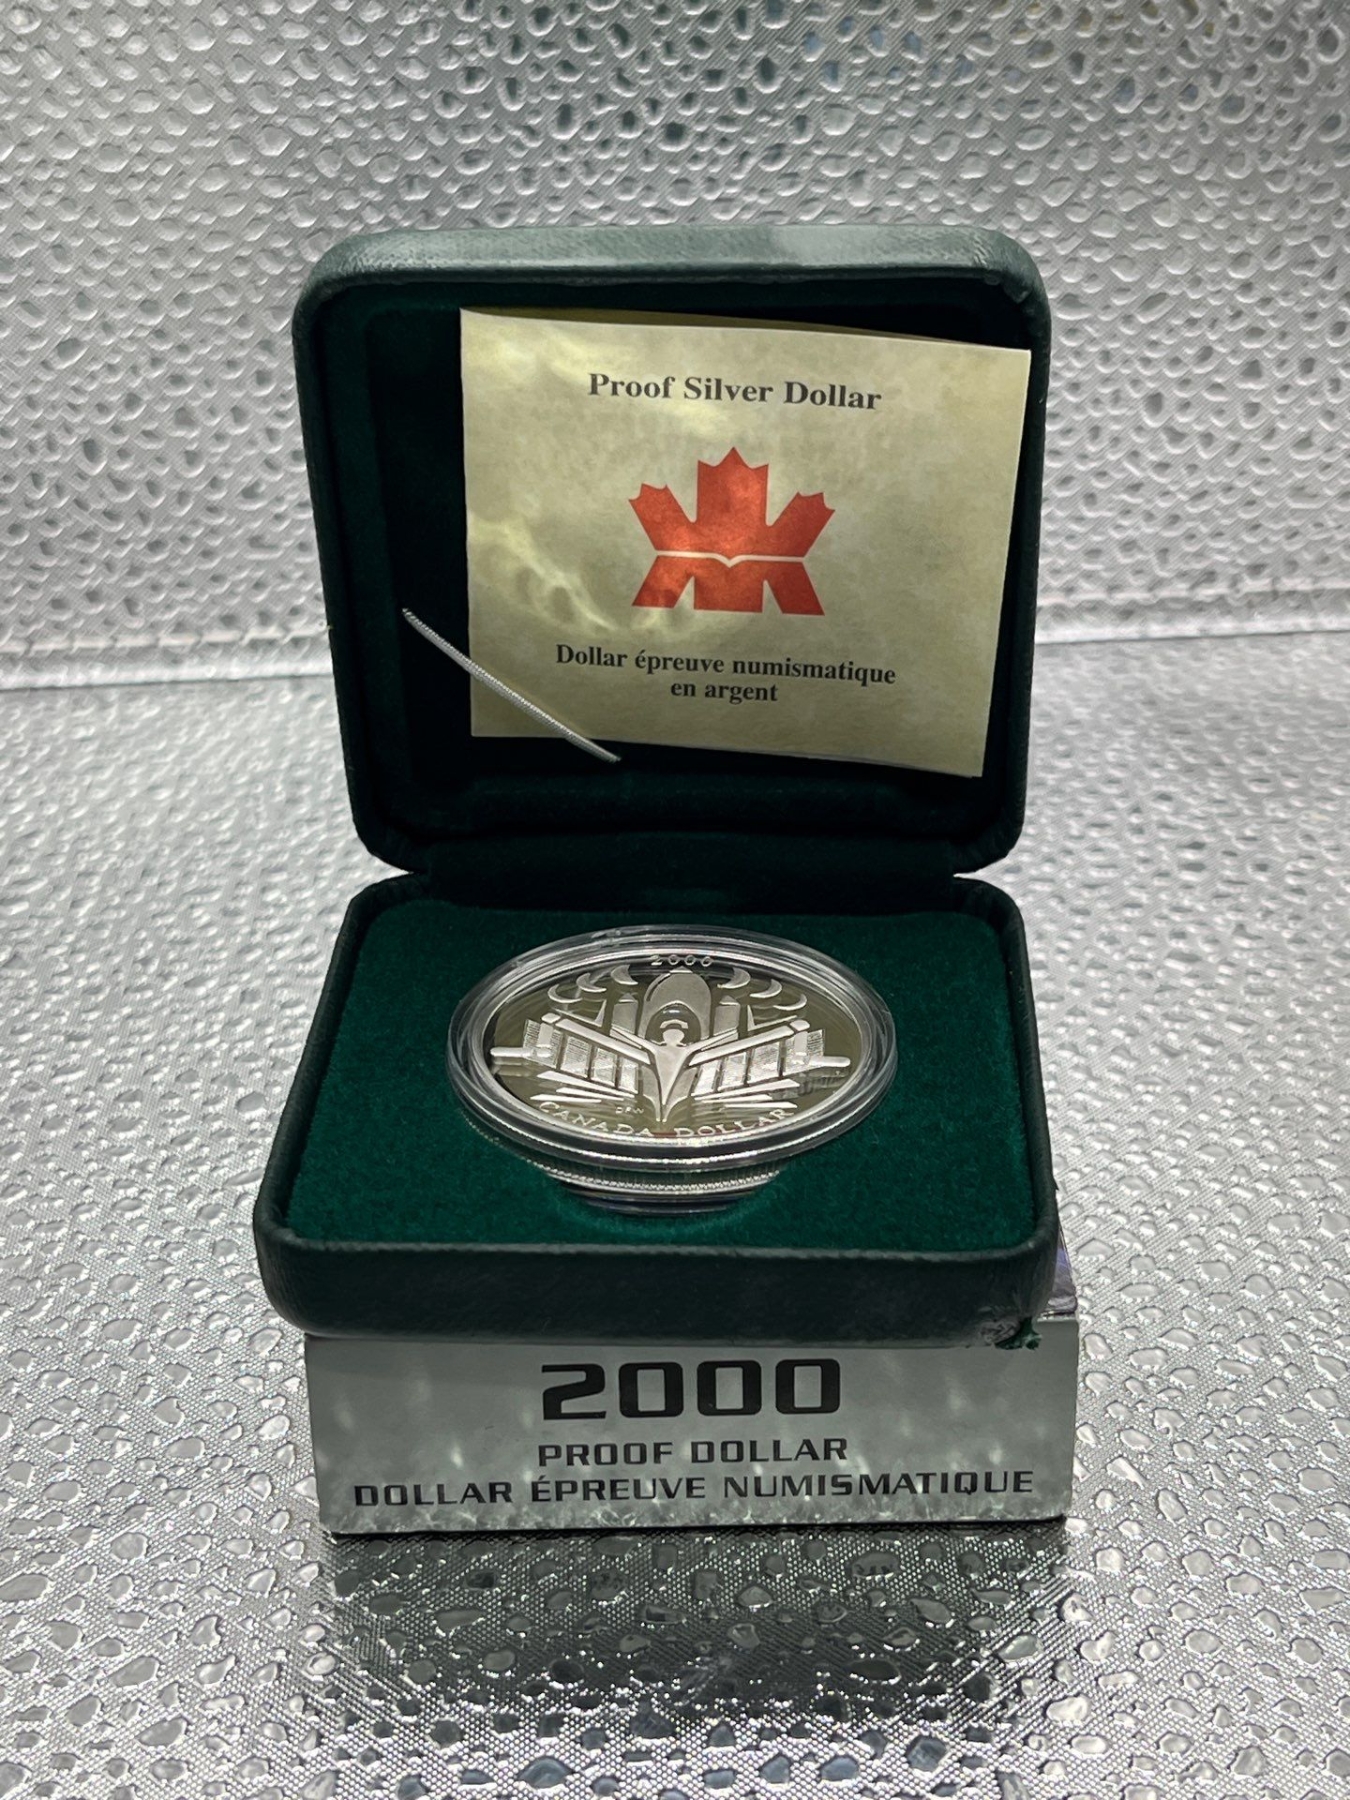 Proof Silver Dollar
Dollar épreuve numismatique
en argent
2000
CANADA DOLLAR
2000
PROOF DOLLAR
DOLLAR ÉPREUVE NUMISMATIQUE